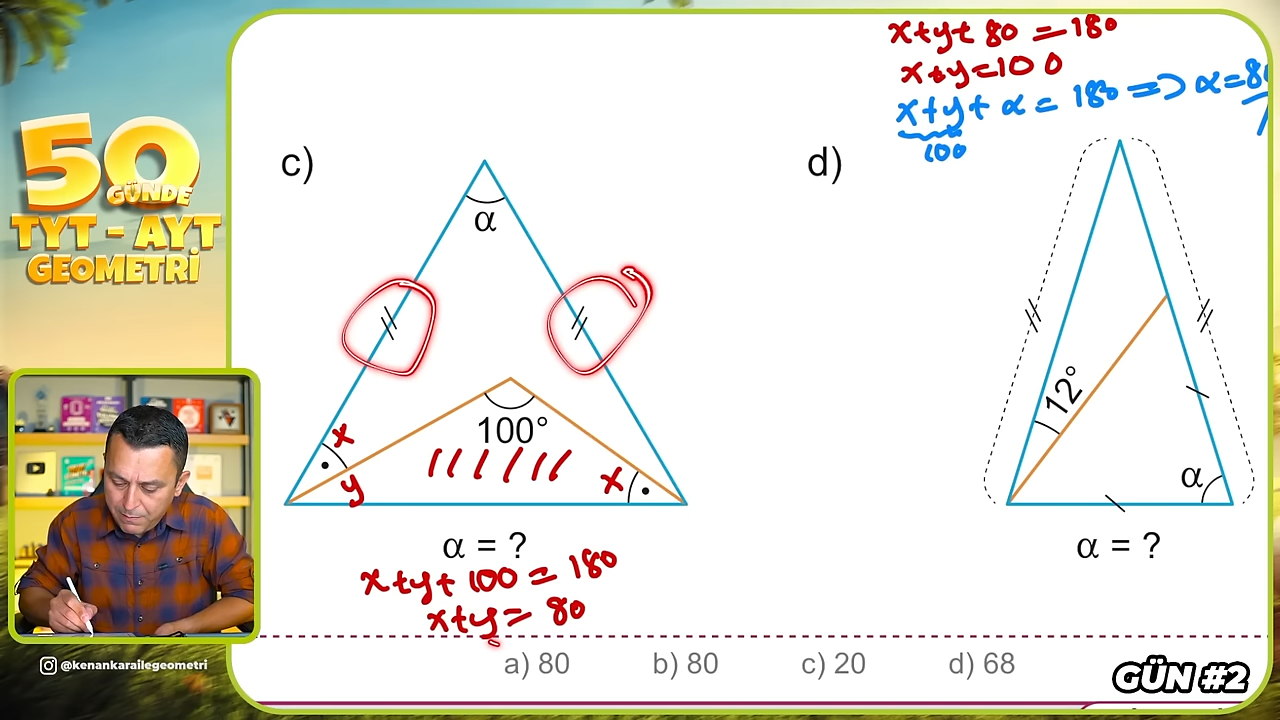 50
GÜNDE
TYT - AYT
GEOMETRİ
x+y+80=180
x+y=100
x+y+α=180=>α=80
100
c)
α
100°
x
y
x
α = ?
x+y+100=180
x+y=80
d)
12°
α
α = ?
a) 80 b) 80 c) 20 d) 68
@kenankarailegeometri
GÜN #2